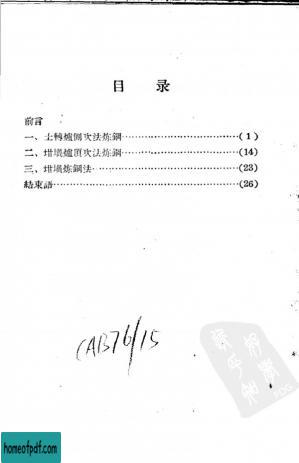 目 录
前言
一、土轉爐側吹法炼鋼………………………(1)
二、坩堝爐頂吹法炼鋼………………………(14)
三、坩堝炼鋼法………………………(23)
結束語………………………(26)
CAB76/15
homeofpdf.com